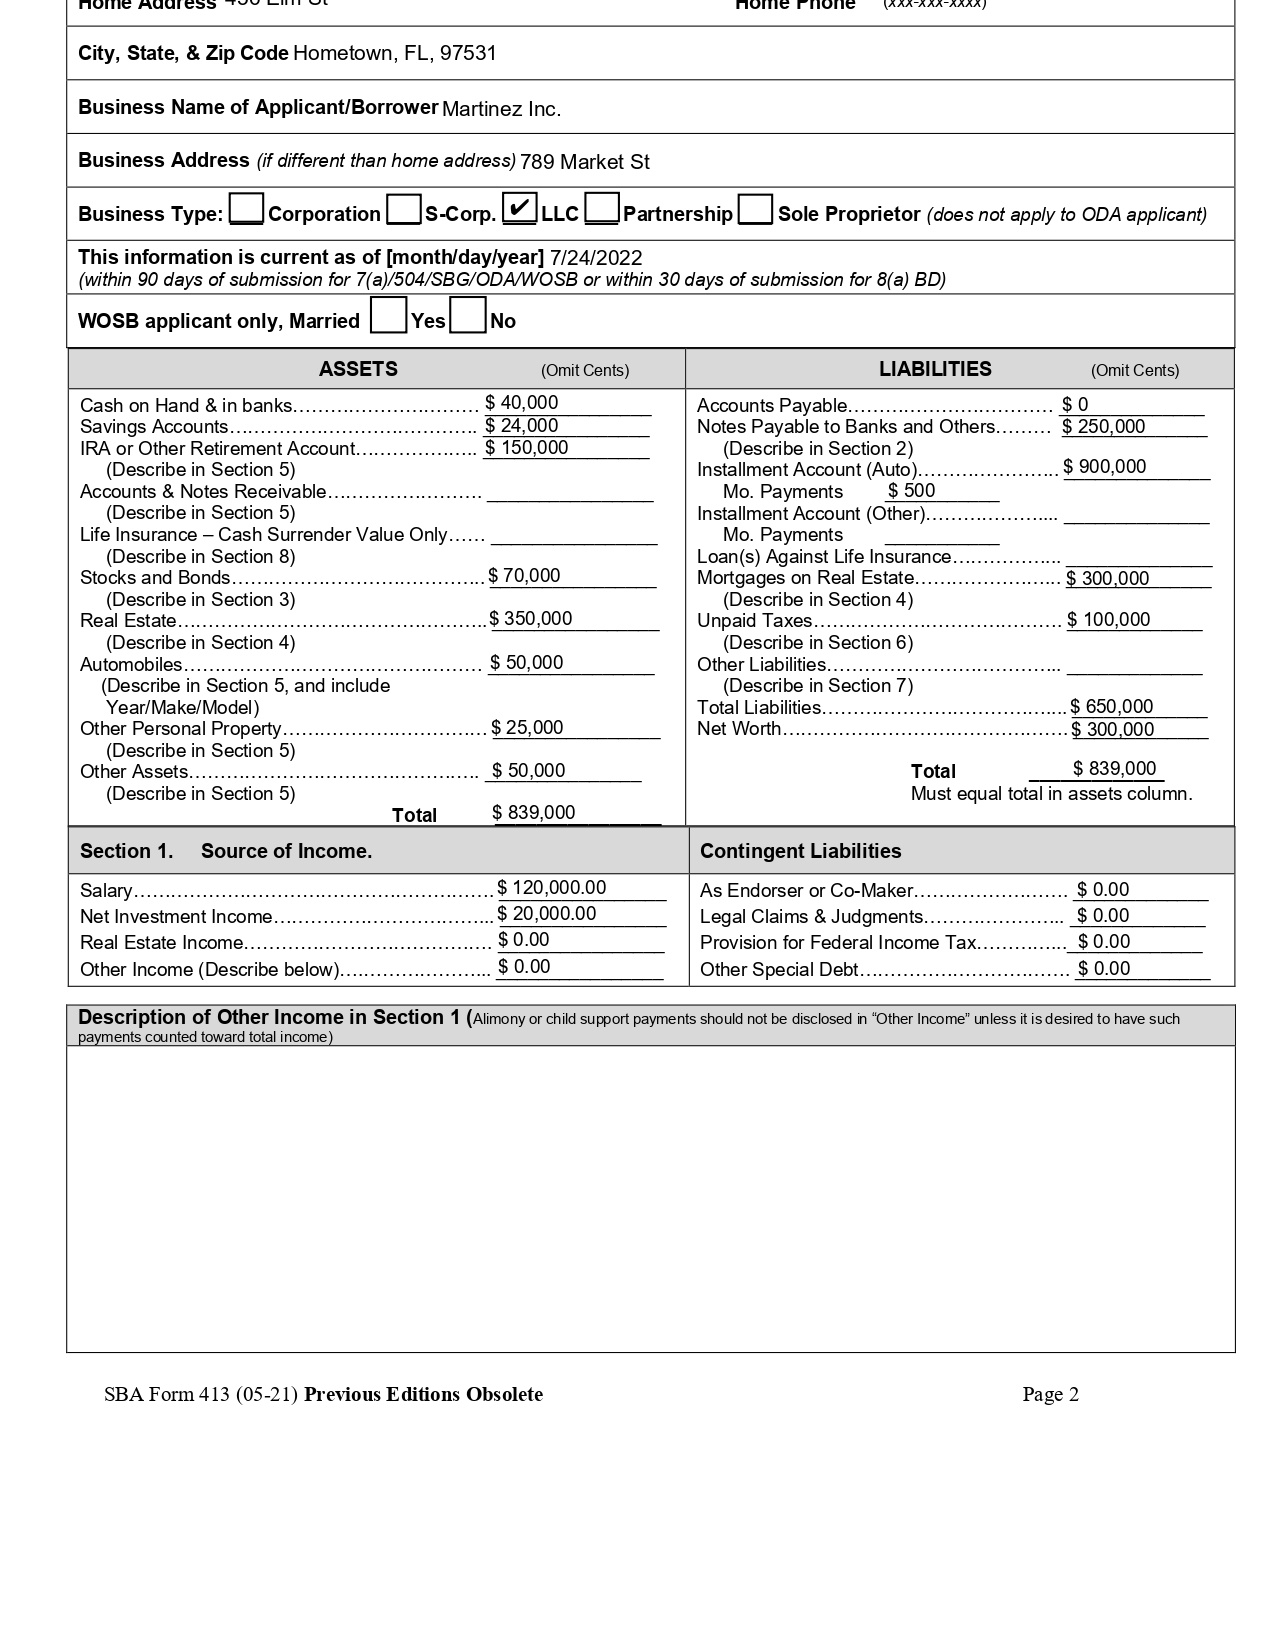 Home Address 456 Elm St Home Phone (xxx-xxx-xxxx)
City, State, & Zip Code Hometown, FL, 97531
Business Name of Applicant/Borrower Martinez Inc.
Business Address (if different than home address) 789 Market St
Business Type: Corporation S-Corp. ✔ LLC Partnership Sole Proprietor (does not apply to ODA applicant)
This information is current as of [month/day/year] 7/24/2022
(within 90 days of submission for 7(a)/504/SBG/ODA/WOSB or within 30 days of submission for 8(a) BD)
WOSB applicant only, Married Yes No
ASSETS (Omit Cents)
Cash on Hand & in banks………………………… $ 40,000
Savings Accounts………………………………. $ 24,000
IRA or Other Retirement Account……………….. $ 150,000
(Describe in Section 5)
Accounts & Notes Receivable…………………… ________________
(Describe in Section 5)
Life Insurance – Cash Surrender Value Only…… ________________
(Describe in Section 8)
Stocks and Bonds……………………………….. $ 70,000
(Describe in Section 3)
Real Estate……………………………………….. $ 350,000
(Describe in Section 4)
Automobiles……………………………………… $ 50,000
(Describe in Section 5, and include
Year/Make/Model)
Other Personal Property………………………… $ 25,000
(Describe in Section 5)
Other Assets…………………………………….. $ 50,000
(Describe in Section 5)
Total $ 839,000
LIABILITIES (Omit Cents)
Accounts Payable………………………………… $ 0
Notes Payable to Banks and Others……… $ 250,000
(Describe in Section 2)
Installment Account (Auto)………………….. $ 900,000
Mo. Payments $ 500
Installment Account (Other)……………….... ______________
Mo. Payments ___________
Loan(s) Against Life Insurance…………….. ______________
Mortgages on Real Estate………………….. $ 300,000
(Describe in Section 4)
Unpaid Taxes………………………………… $ 100,000
(Describe in Section 6)
Other Liabilities……………………………….. _____________
(Describe in Section 7)
Total Liabilities……………………………….... $ 650,000
Net Worth……………………………………… $ 300,000
Total $ 839,000
Must equal total in assets column.
Section 1. Source of Income.
Salary……………………………………………. $ 120,000.00
Net Investment Income…………………………….. $ 20,000.00
Real Estate Income………………………………. $ 0.00
Other Income (Describe below)………………….. $ 0.00
Contingent Liabilities
As Endorser or Co-Maker……………………. $ 0.00
Legal Claims & Judgments………………….. $ 0.00
Provision for Federal Income Tax………….. $ 0.00
Other Special Debt…………………………… $ 0.00
Description of Other Income in Section 1 (Alimony or child support payments should not be disclosed in “Other Income” unless it is desired to have such
payments counted toward total income)
SBA Form 413 (05-21) Previous Editions Obsolete Page 2